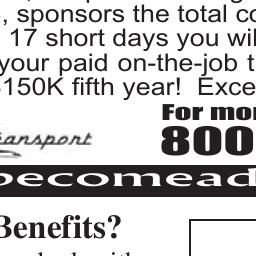 , sponsors the total co
17 short days you wil
your paid on-the-job t
150K fifth year! Exce
For mor
800
ansport
becomead
Benefits?